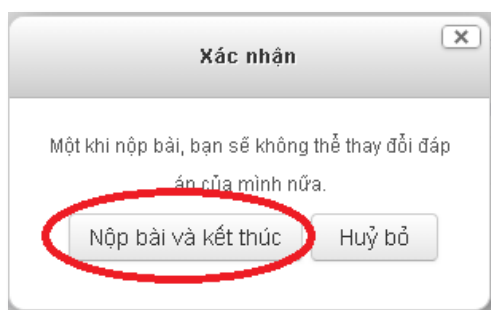 Xác nhận
Một khi nộp bài, bạn sẽ không thể thay đổi đáp
án của mình nữa.
Nộp bài và kết thúc
Huỷ bỏ